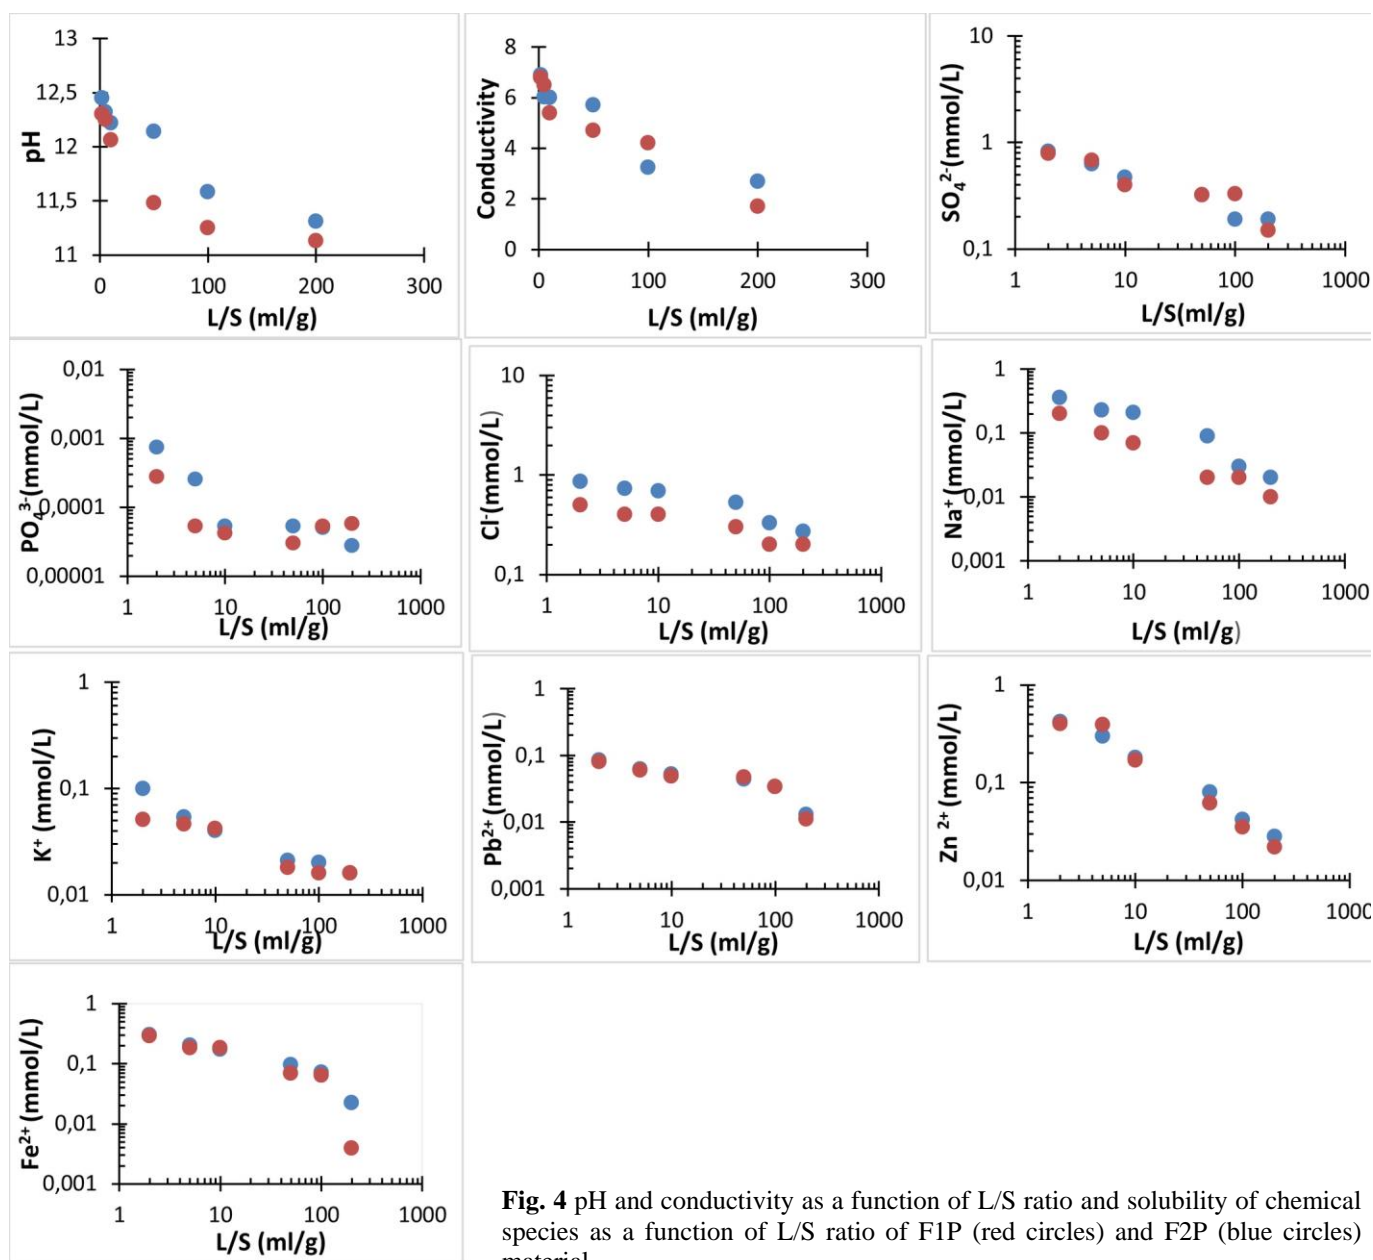 13
12,5
12
11,5
11
pH
0 100 200 300
L/S (ml/g)
8
6
4
2
0
Conductivity
0 100 200 300
L/S (ml/g)
10
1
0,1
SO₄²⁻(mmol/L)
1 10 100 1000
L/S(ml/g)
0,01
0,001
0,0001
0,00001
PO₄³⁻(mmol/L)
1 10 100 1000
L/S (ml/g)
10
1
0,1
Cl⁻(mmol/L)
1 10 100 1000
L/S (ml/g)
1
0,1
0,01
0,001
Na⁺(mmol/L)
1 10 100 1000
L/S (ml/g)
1
0,1
0,01
K⁺ (mmol/L)
1 10 100 1000
L/S (ml/g)
1
0,1
0,01
0,001
Pb²⁺(mmol/L)
1 10 100 1000
L/S (ml/g)
1
0,1
0,01
Zn ²⁺(mmol/L)
1 10 100 1000
L/S (ml/g)
1
0,1
0,01
0,001
Fe²⁺ (mmol/L)
1 10 100 1000
L/S (ml/g)
Fig. 4 pH and conductivity as a function of L/S ratio and solubility of chemical
species as a function of L/S ratio of F1P (red circles) and F2P (blue circles)